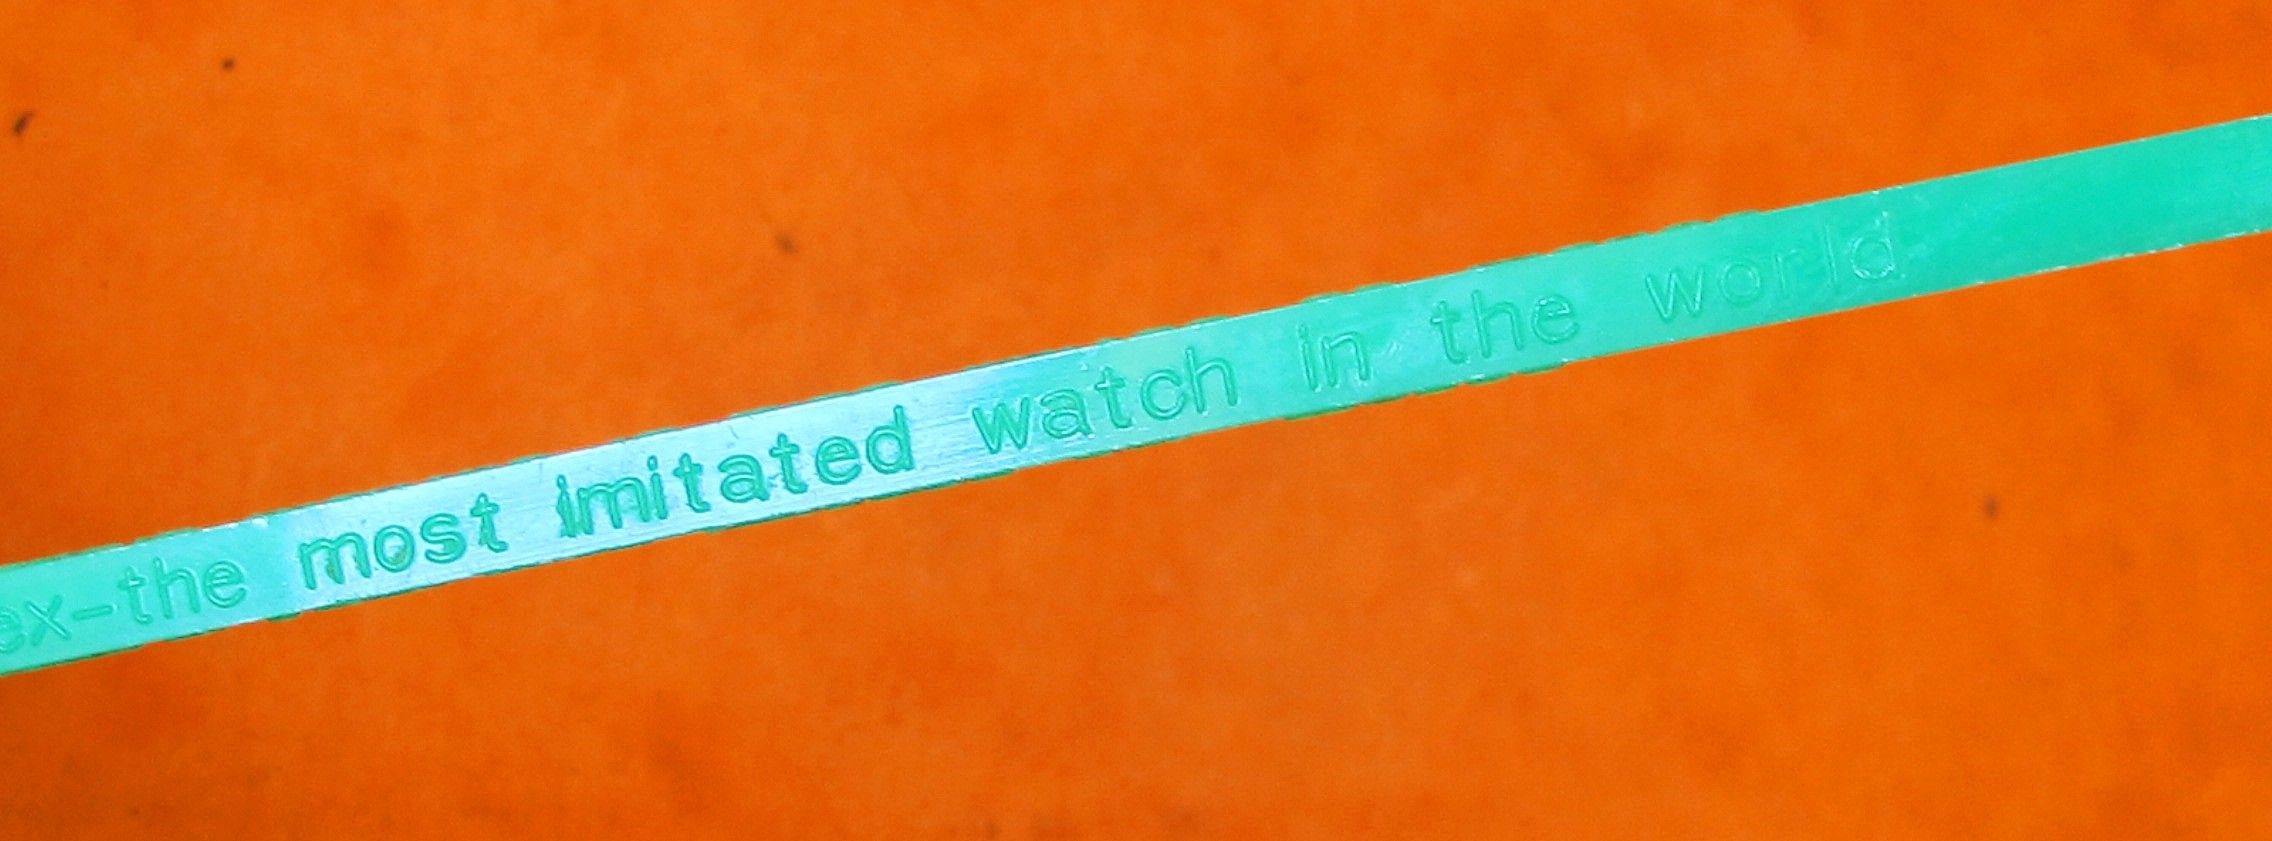 ex-the most imitated watch in the world